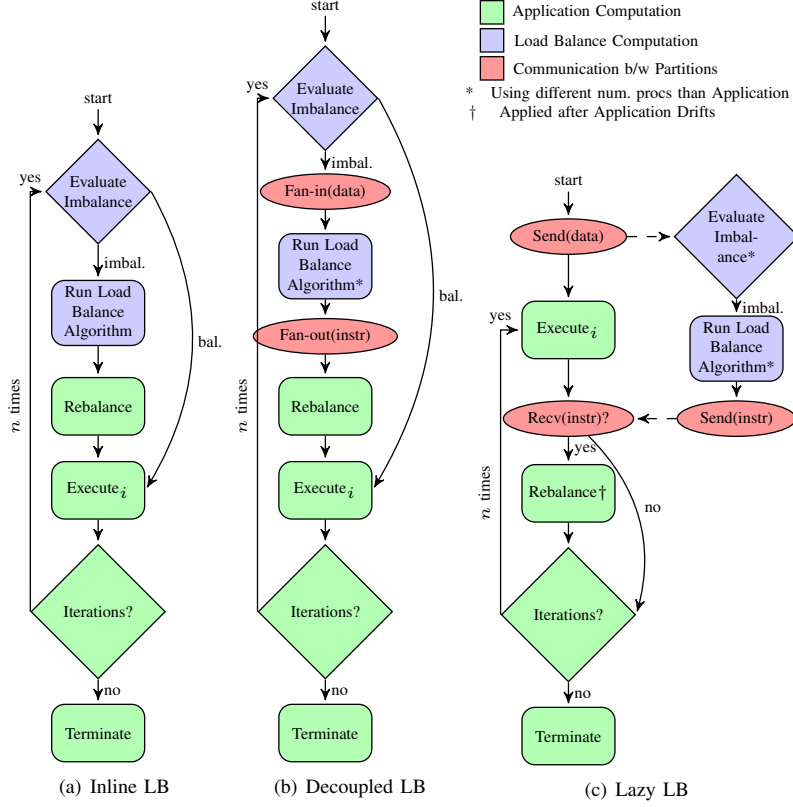 Application Computation
Load Balance Computation
Communication b/w Partitions
* Using different num. procs than Application
† Applied after Application Drifts
start
Evaluate
Imbalance
yes
imbal.
Run Load
Balance
Algorithm
bal.
Rebalance
n times
Execute i
Iterations?
no
Terminate
(a) Inline LB
start
yes
Evaluate
Imbalance
imbal.
Fan-in(data)
Run Load
Balance
Algorithm*
bal.
Fan-out(instr)
Rebalance
n times
Execute i
Iterations?
no
Terminate
(b) Decoupled LB
start
Send(data)
Evaluate
Imbal-
ance*
imbal.
yes
Execute i
Run Load
Balance
Algorithm*
Recv(instr)?
Send(instr)
yes
Rebalance†
no
n times
Iterations?
no
Terminate
(c) Lazy LB